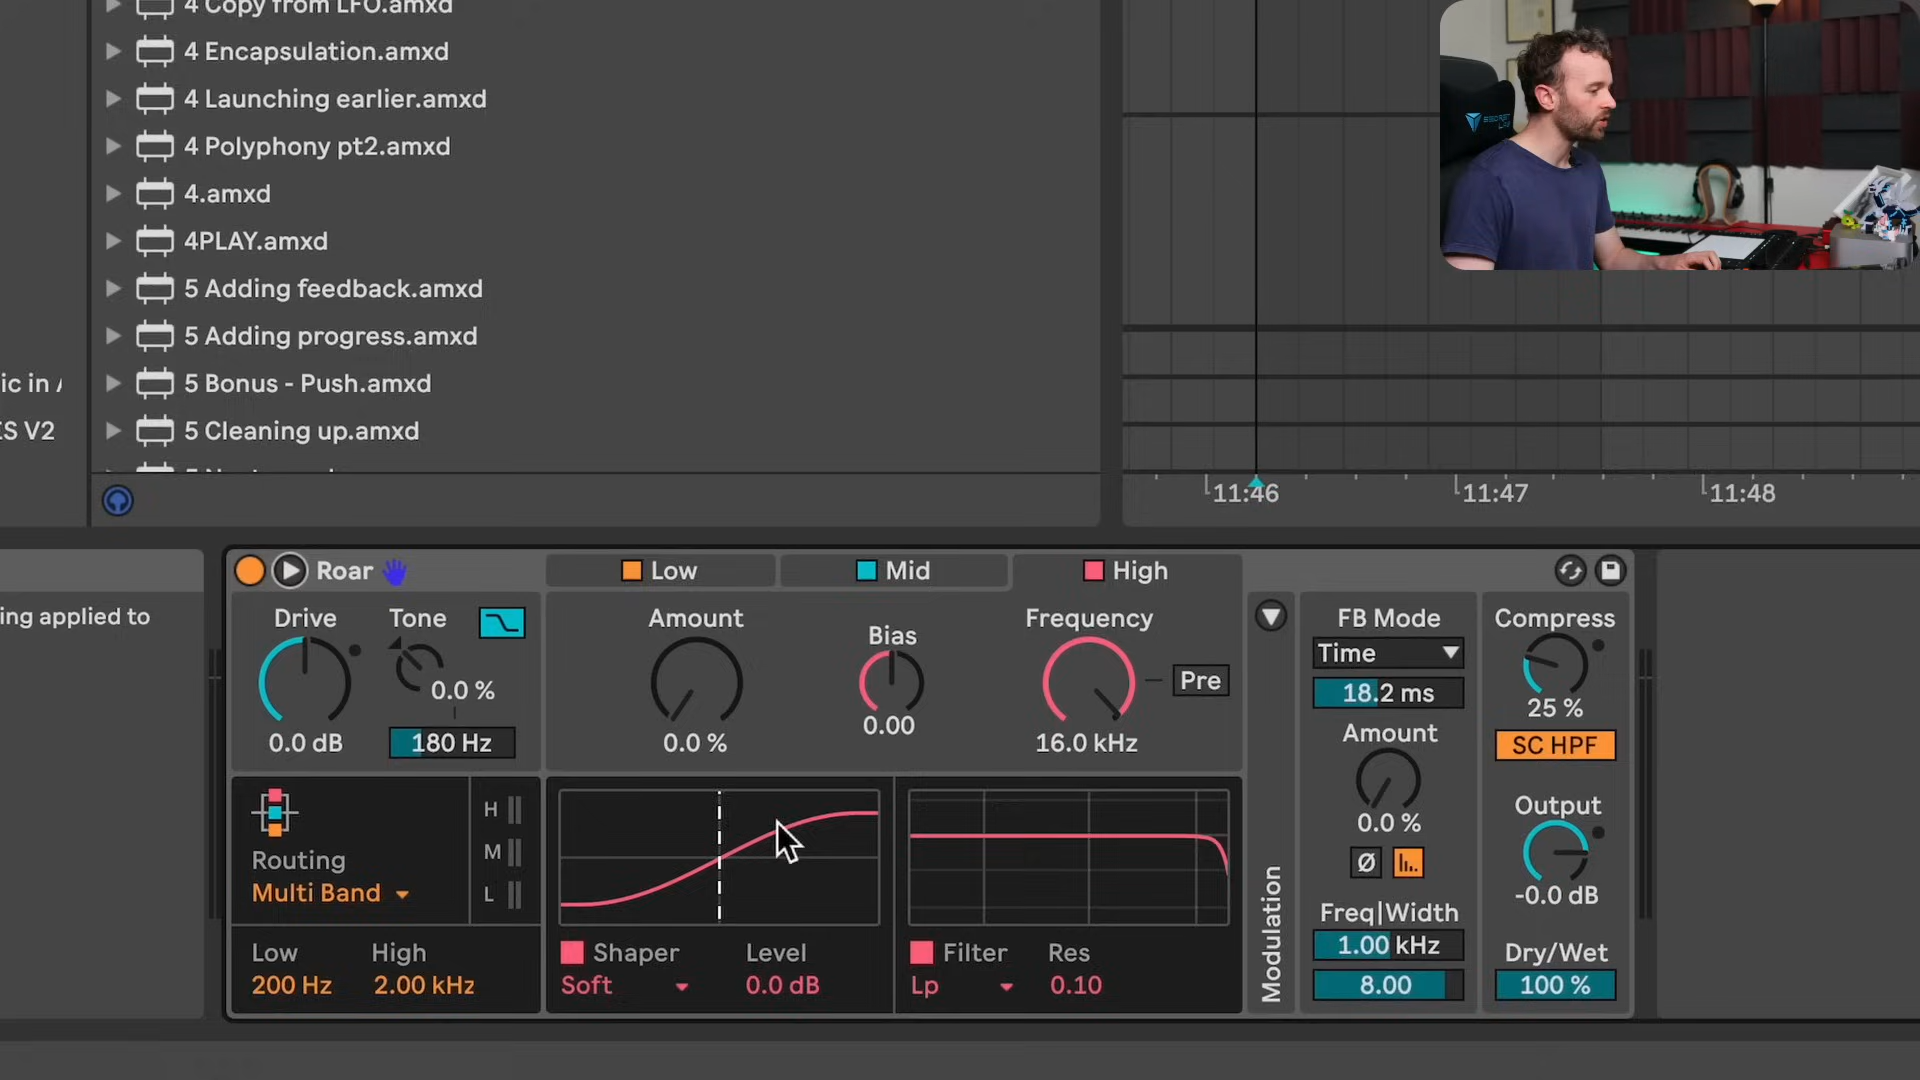 4 Copy from LFO.amxd
4 Encapsulation.amxd
4 Launching earlier.amxd
4 Polyphony pt2.amxd
4.amxd
4PLAY.amxd
5 Adding feedback.amxd
5 Adding progress.amxd
ic in
5 Bonus - Push.amxd
ES V2
5 Cleaning up.amxd
11:46
11:47
11:48
ing applied to
Roar
Low
Mid
High
Drive
Tone
0.0 %
0.0 dB
180 Hz
Amount
0.0 %
Bias
0.00
Frequency
16.0 kHz
Pre
FB Mode
Time
18.2 ms
Amount
0.0 %
Ø
Freq|Width
1.00 kHz
8.00
Compress
25 %
SC HPF
Output
-0.0 dB
Dry/Wet
100 %
Routing
Multi Band
H
M
L
Low
200 Hz
High
2.00 kHz
Shaper
Soft
Level
0.0 dB
Filter
Lp
Res
0.10
Modulation